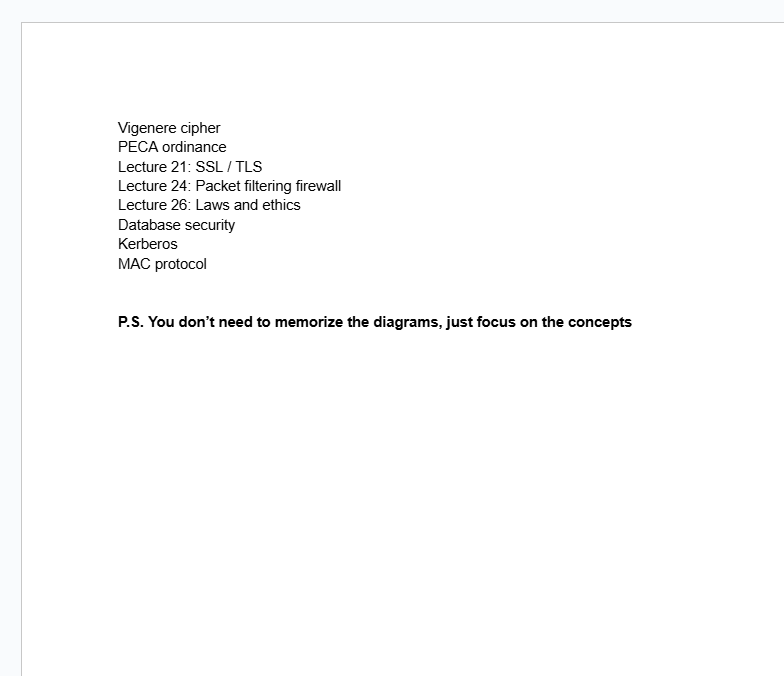 Vigenere cipher
PECA ordinance
Lecture 21: SSL / TLS
Lecture 24: Packet filtering firewall
Lecture 26: Laws and ethics
Database security
Kerberos
MAC protocol
P.S. You don’t need to memorize the diagrams, just focus on the concepts